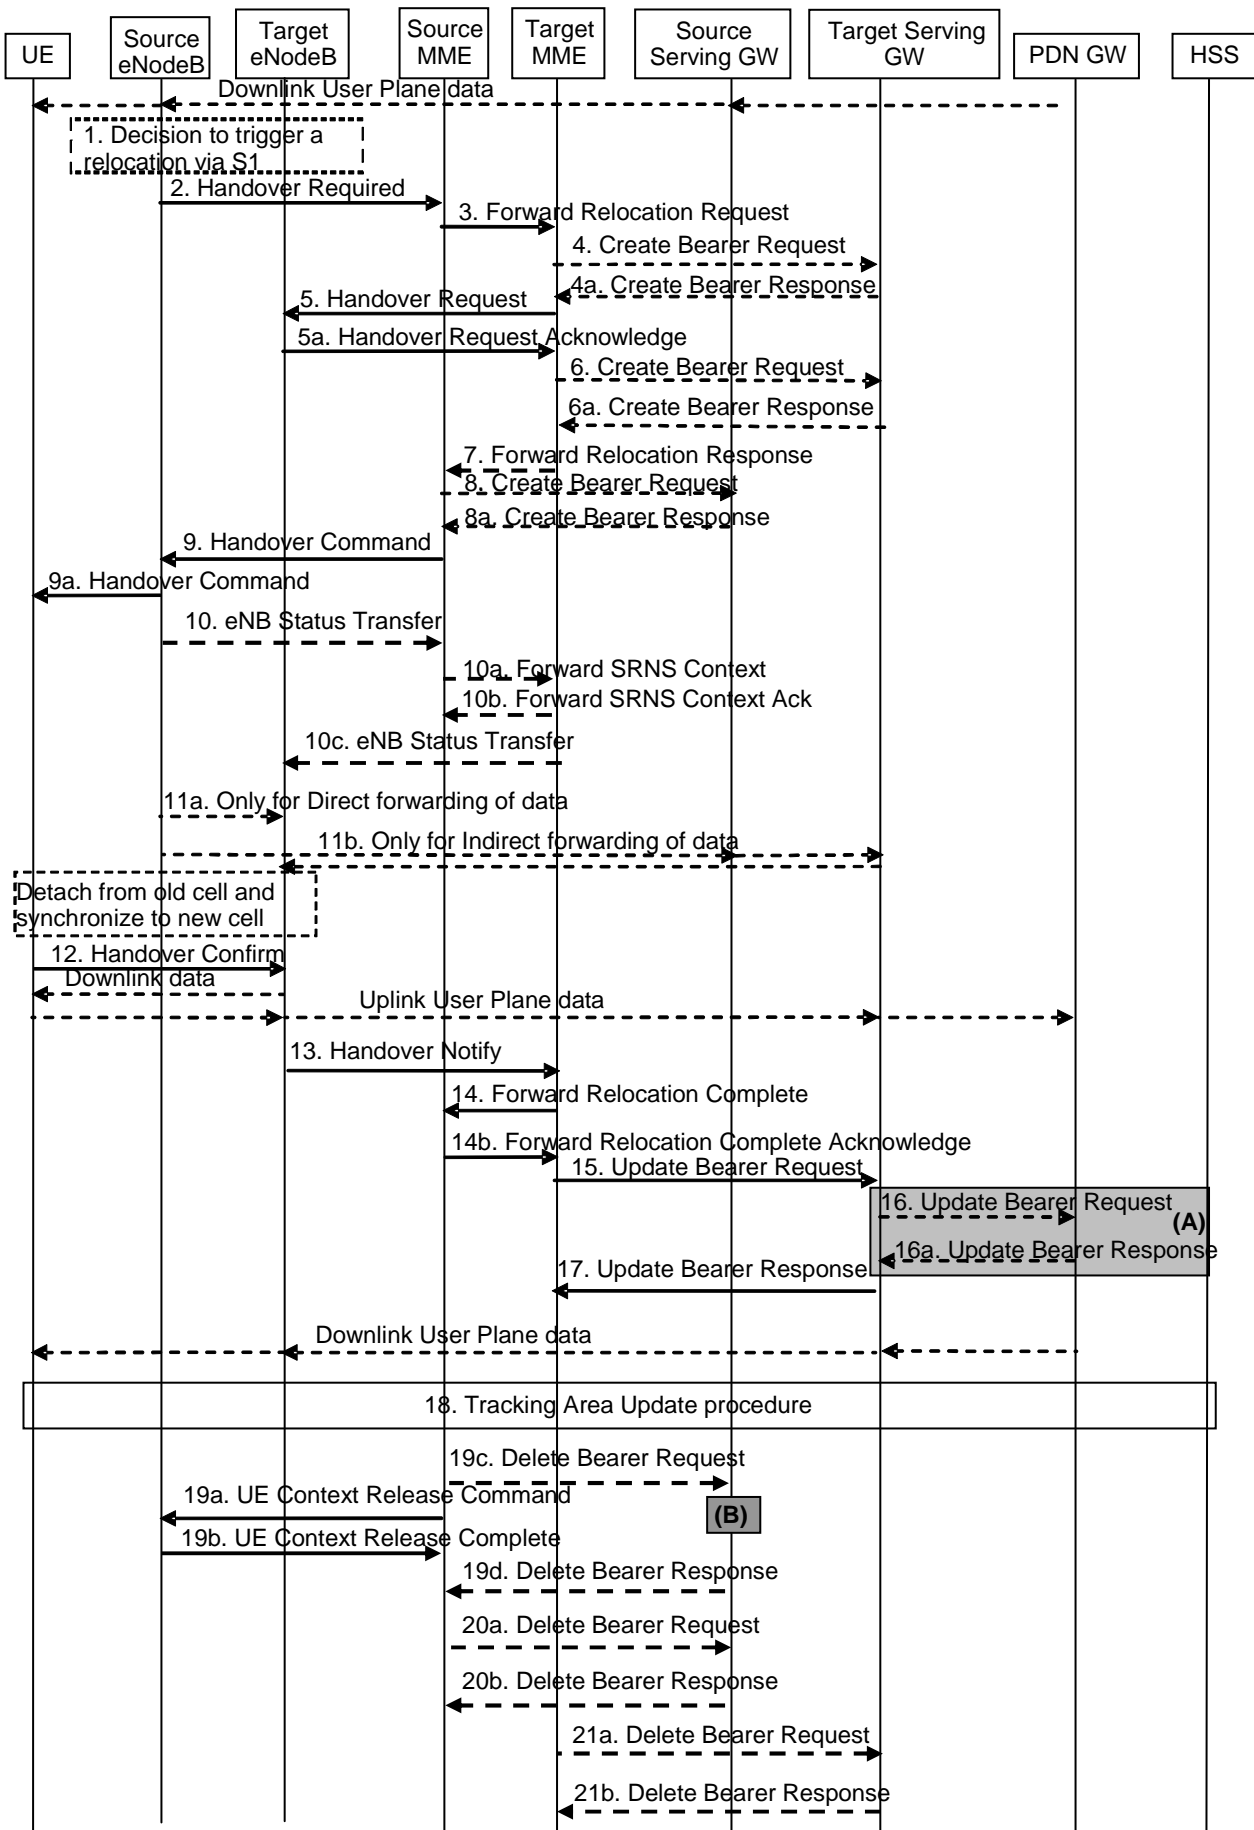 UE
Source
eNodeB
Target
eNodeB
Source
MME
Target
MME
Source
Serving GW
Target Serving
GW
PDN GW
HSS
Downlink User Plane data
1. Decision to trigger a
relocation via S1
2. Handover Required
3. Forward Relocation Request
4. Create Bearer Request
4a. Create Bearer Response
5. Handover Request
5a. Handover Request Acknowledge
6. Create Bearer Request
6a. Create Bearer Response
7. Forward Relocation Response
8. Create Bearer Request
8a. Create Bearer Response
9. Handover Command
9a. Handover Command
10. eNB Status Transfer
10a. Forward SRNS Context
10b. Forward SRNS Context Ack
10c. eNB Status Transfer
11a. Only for Direct forwarding of data
11b. Only for Indirect forwarding of data
Detach from old cell and
synchronize to new cell
12. Handover Confirm
Downlink data
Uplink User Plane data
13. Handover Notify
14. Forward Relocation Complete
14b. Forward Relocation Complete Acknowledge
15. Update Bearer Request
16. Update Bearer Request
(A)
16a. Update Bearer Response
17. Update Bearer Response
Downlink User Plane data
18. Tracking Area Update procedure
19c. Delete Bearer Request
19a. UE Context Release Command
(B)
19b. UE Context Release Complete
19d. Delete Bearer Response
20a. Delete Bearer Request
20b. Delete Bearer Response
21a. Delete Bearer Request
21b. Delete Bearer Response